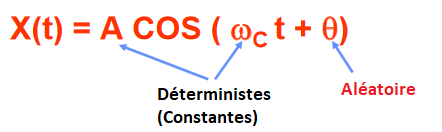 X(t) = A COS ( ωC t + θ)
Déterministes
(Constantes)
Aléatoire